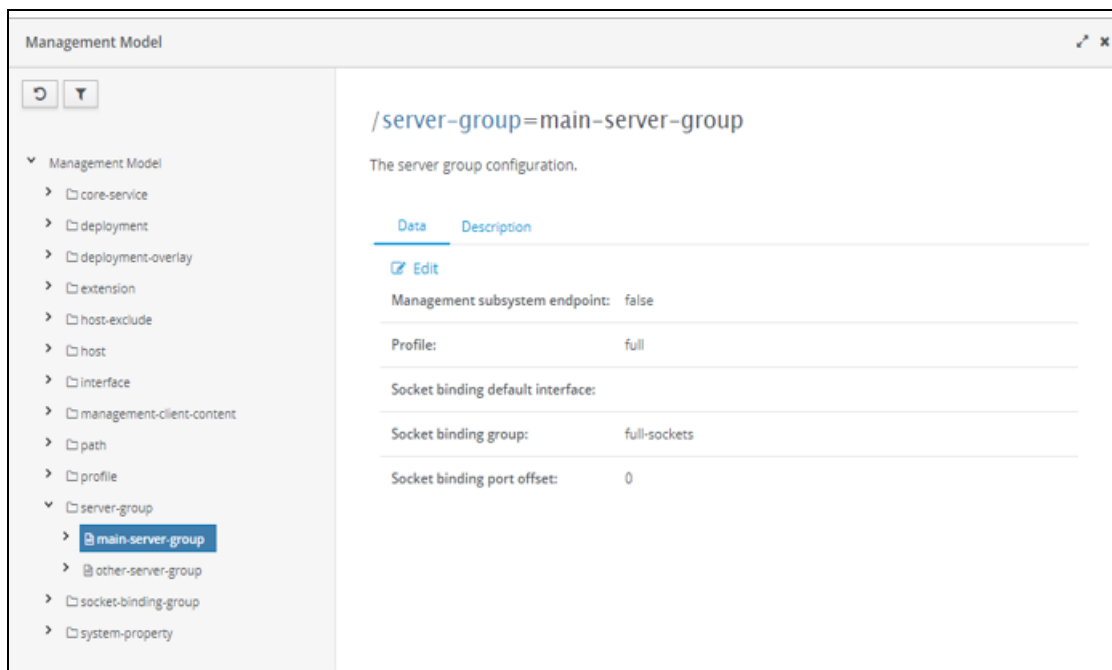 Management Model
Management Model
core-service
deployment
deployment-overlay
extension
host-exclude
host
interface
management-client-content
path
profile
server-group
main-server-group
other-server-group
socket-binding-group
system-property
/server-group=main-server-group
The server group configuration.
Data Description
Edit
Management subsystem endpoint: false
Profile: full
Socket binding default interface:
Socket binding group: full-sockets
Socket binding port offset: 0